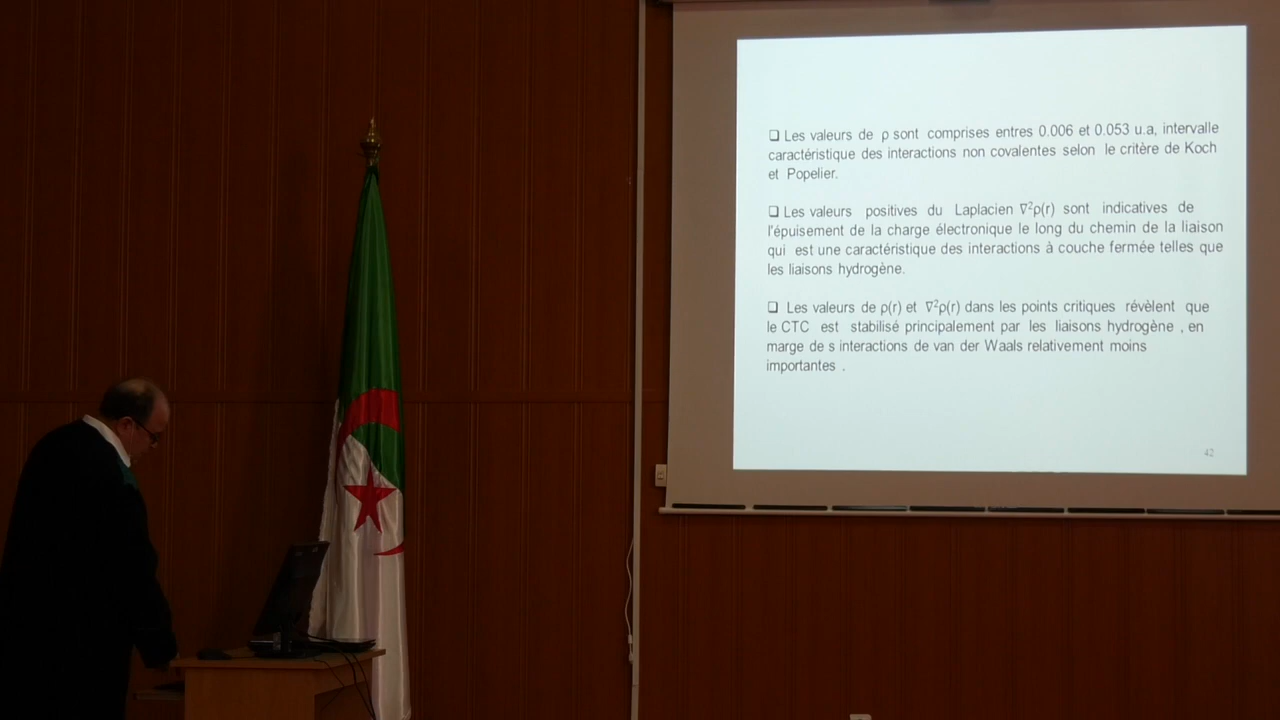 ❑ Les valeurs de ρ sont comprises entres 0.006 et 0.053 u.a, intervalle
caractéristique des interactions non covalentes selon le critère de Koch
et Popelier.
❑ Les valeurs positives du Laplacien ∇²ρ(r) sont indicatives de
l'épuisement de la charge électronique le long du chemin de la liaison
qui est une caractéristique des interactions à couche fermée telles que
les liaisons hydrogène.
❑ Les valeurs de ρ(r) et ∇²ρ(r) dans les points critiques révèlent que
le CTC est stabilisé principalement par les liaisons hydrogène , en
marge de s interactions de van der Waals relativement moins
importantes .
42